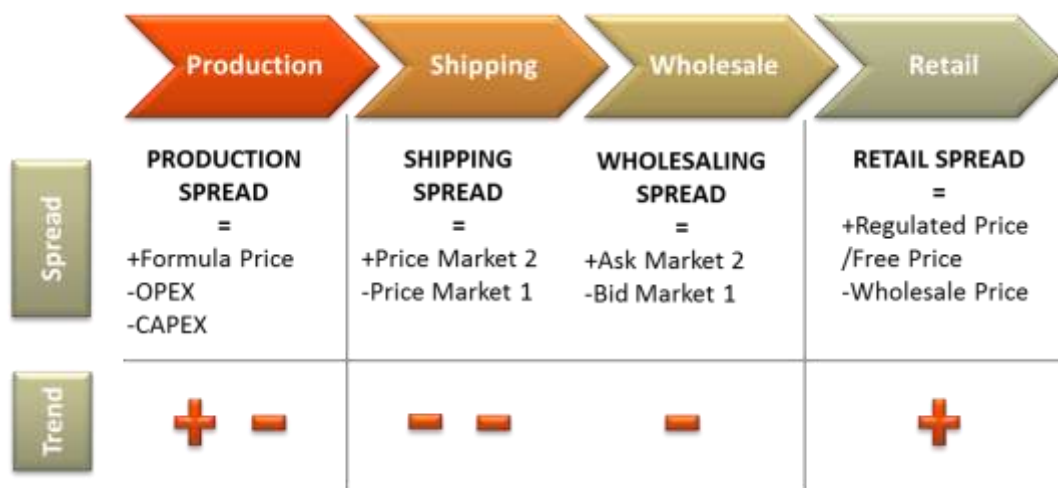 Production
Shipping
Wholesale
Retail
Spread
PRODUCTION
SPREAD
=
+Formula Price
-OPEX
-CAPEX
SHIPPING
SPREAD
=
+Price Market 2
-Price Market 1
WHOLESALING
SPREAD
=
+Ask Market 2
-Bid Market 1
RETAIL SPREAD
=
+Regulated Price
/Free Price
-Wholesale Price
Trend
+ -
- -
-
+